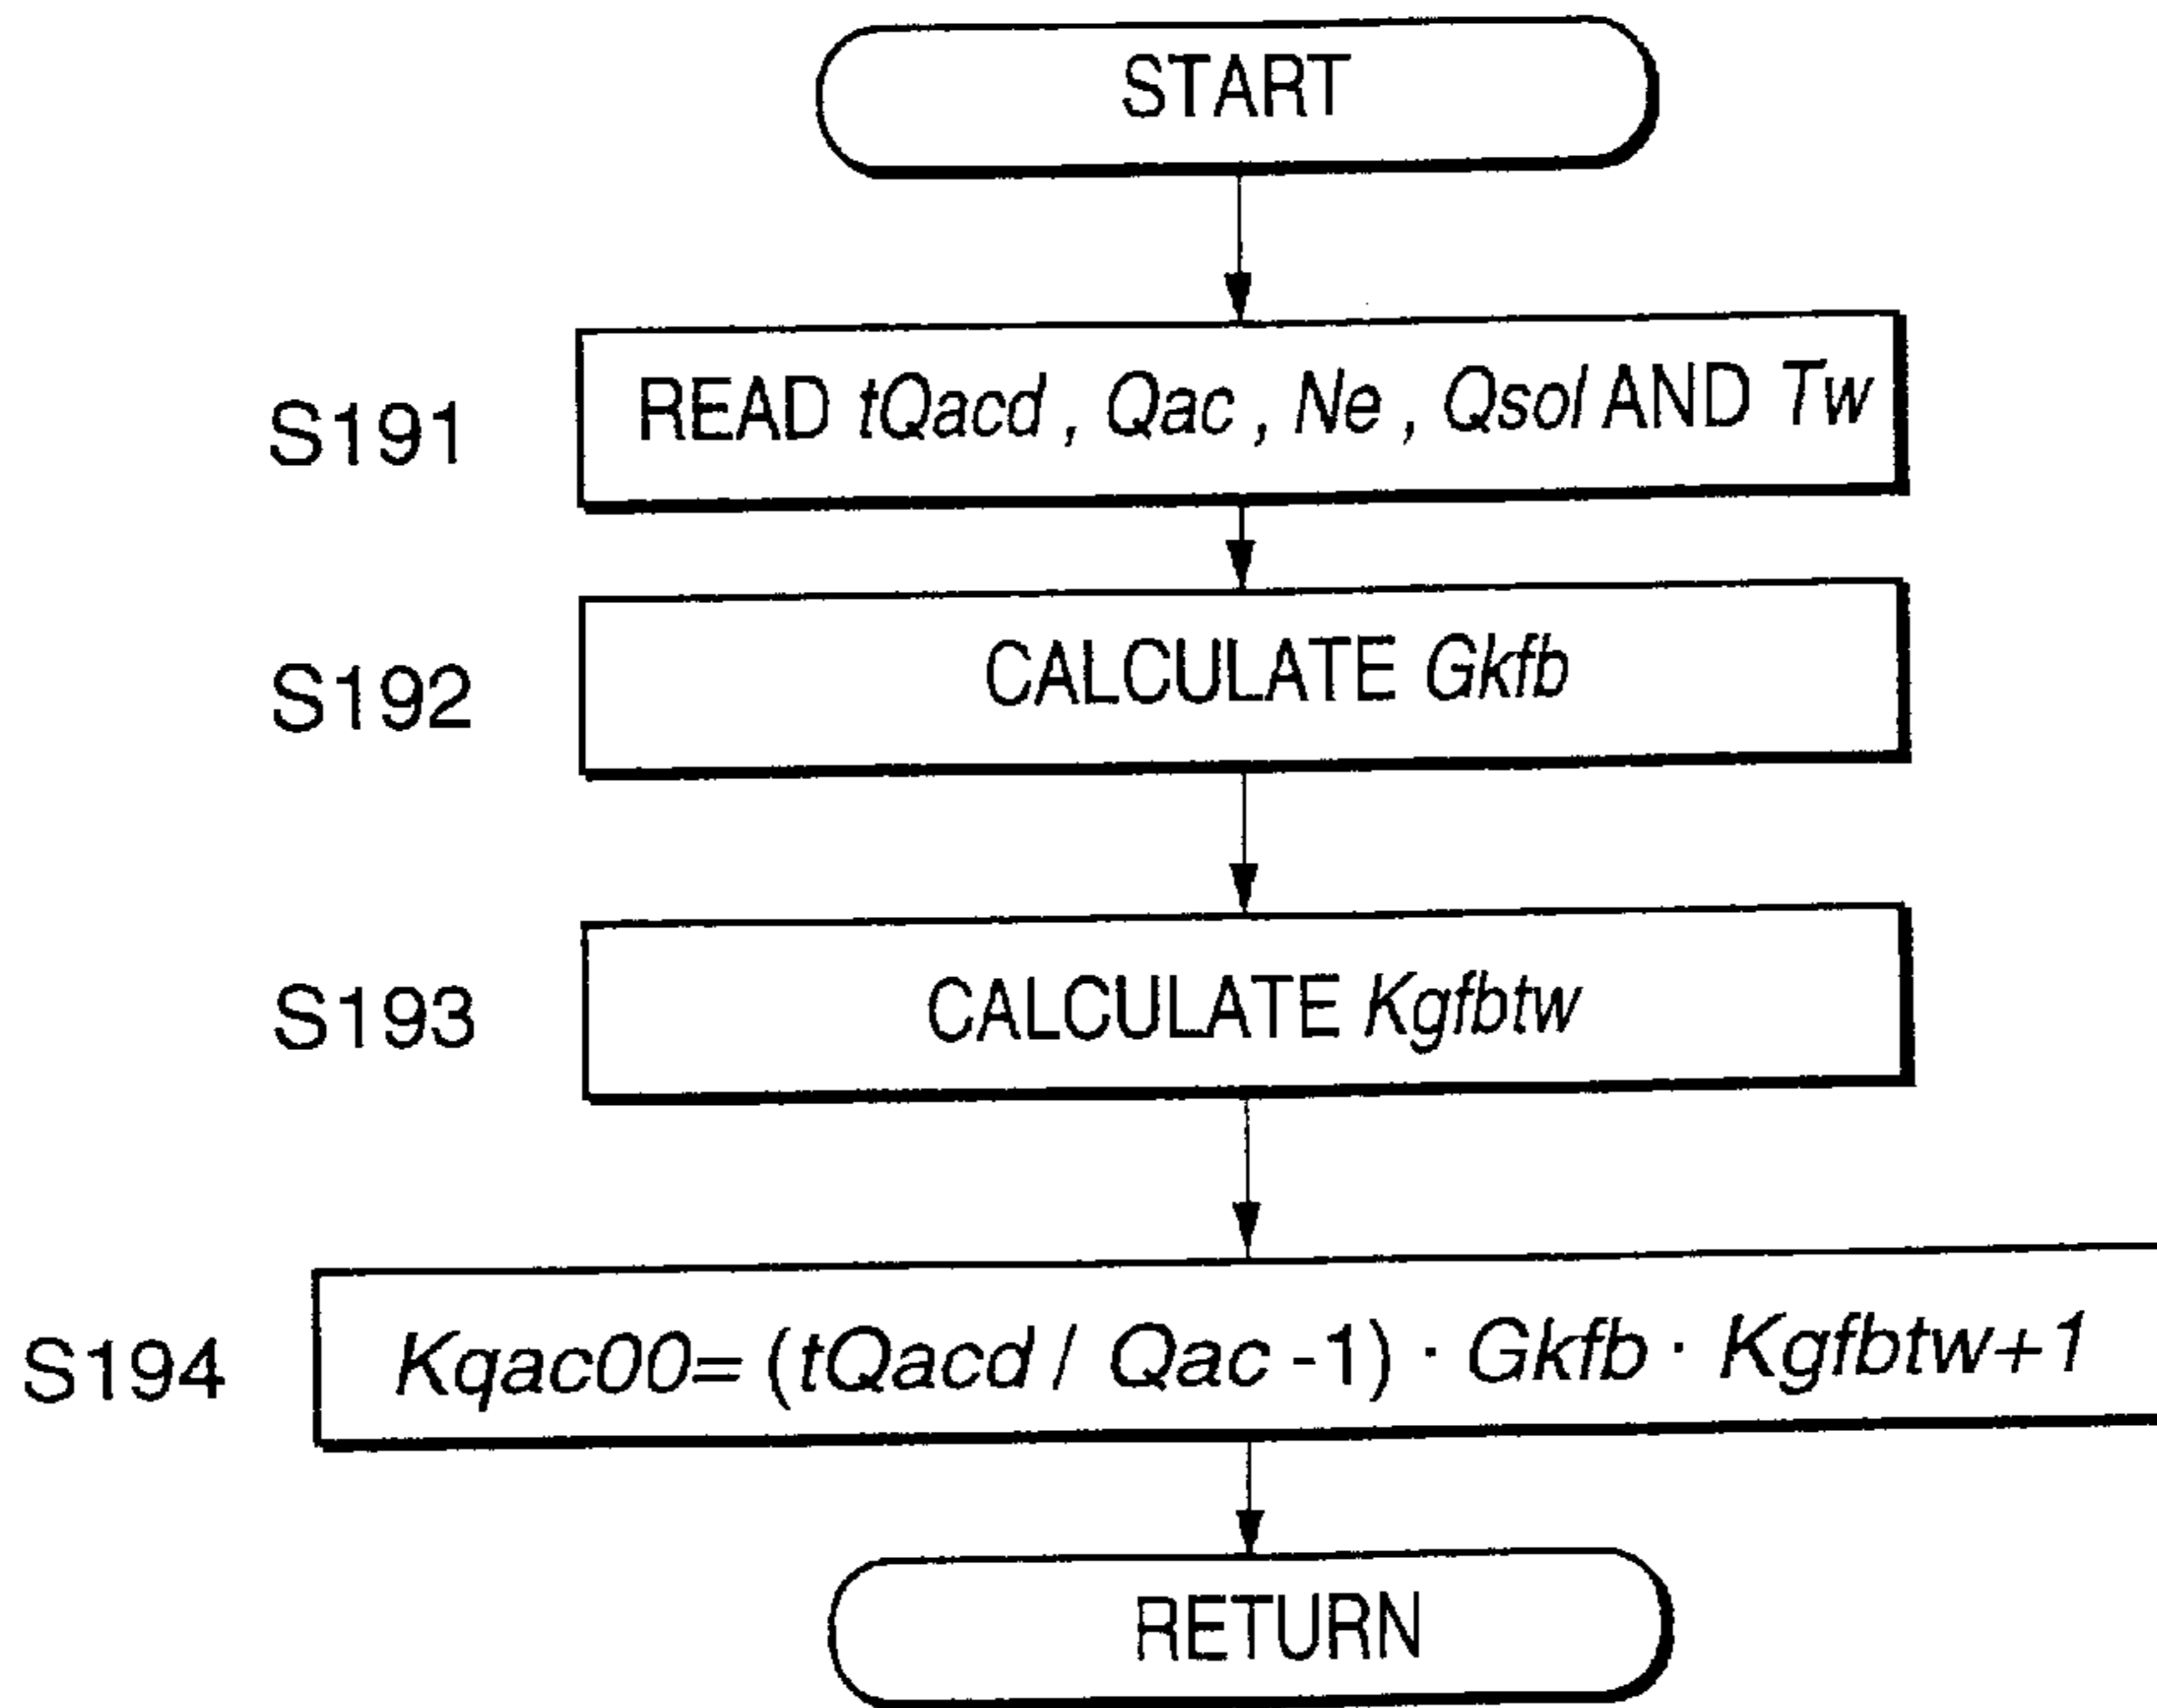 START
S191 READ tQacd , Qac , Ne , Qsol AND Tw
S192 CALCULATE Gkfb
S193 CALCULATE Kgfbtw
S194 Kqac00= (tQacd / Qac -1) · Gkfb · Kgfbtw+1
RETURN